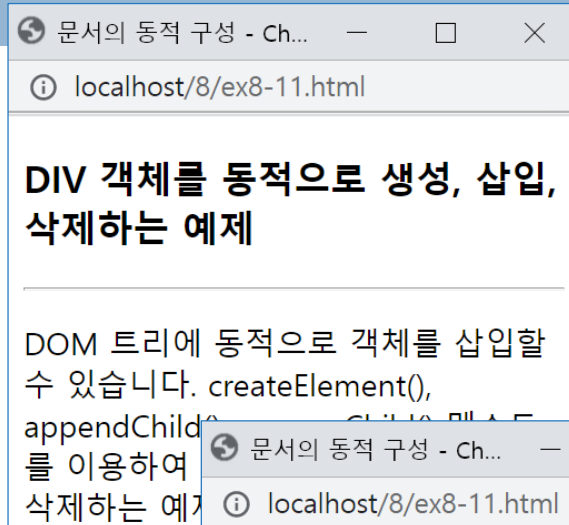 문서의 동적 구성 - Ch...
localhost/8/ex8-11.html
DIV 객체를 동적으로 생성, 삽입,
삭제하는 예제
DOM 트리에 동적으로 객체를 삽입할
수 있습니다. createElement(),
appendChild()
를 이용하여
삭제하는
문서의 동적 구성 - Ch...
localhost/8/ex8-11.html